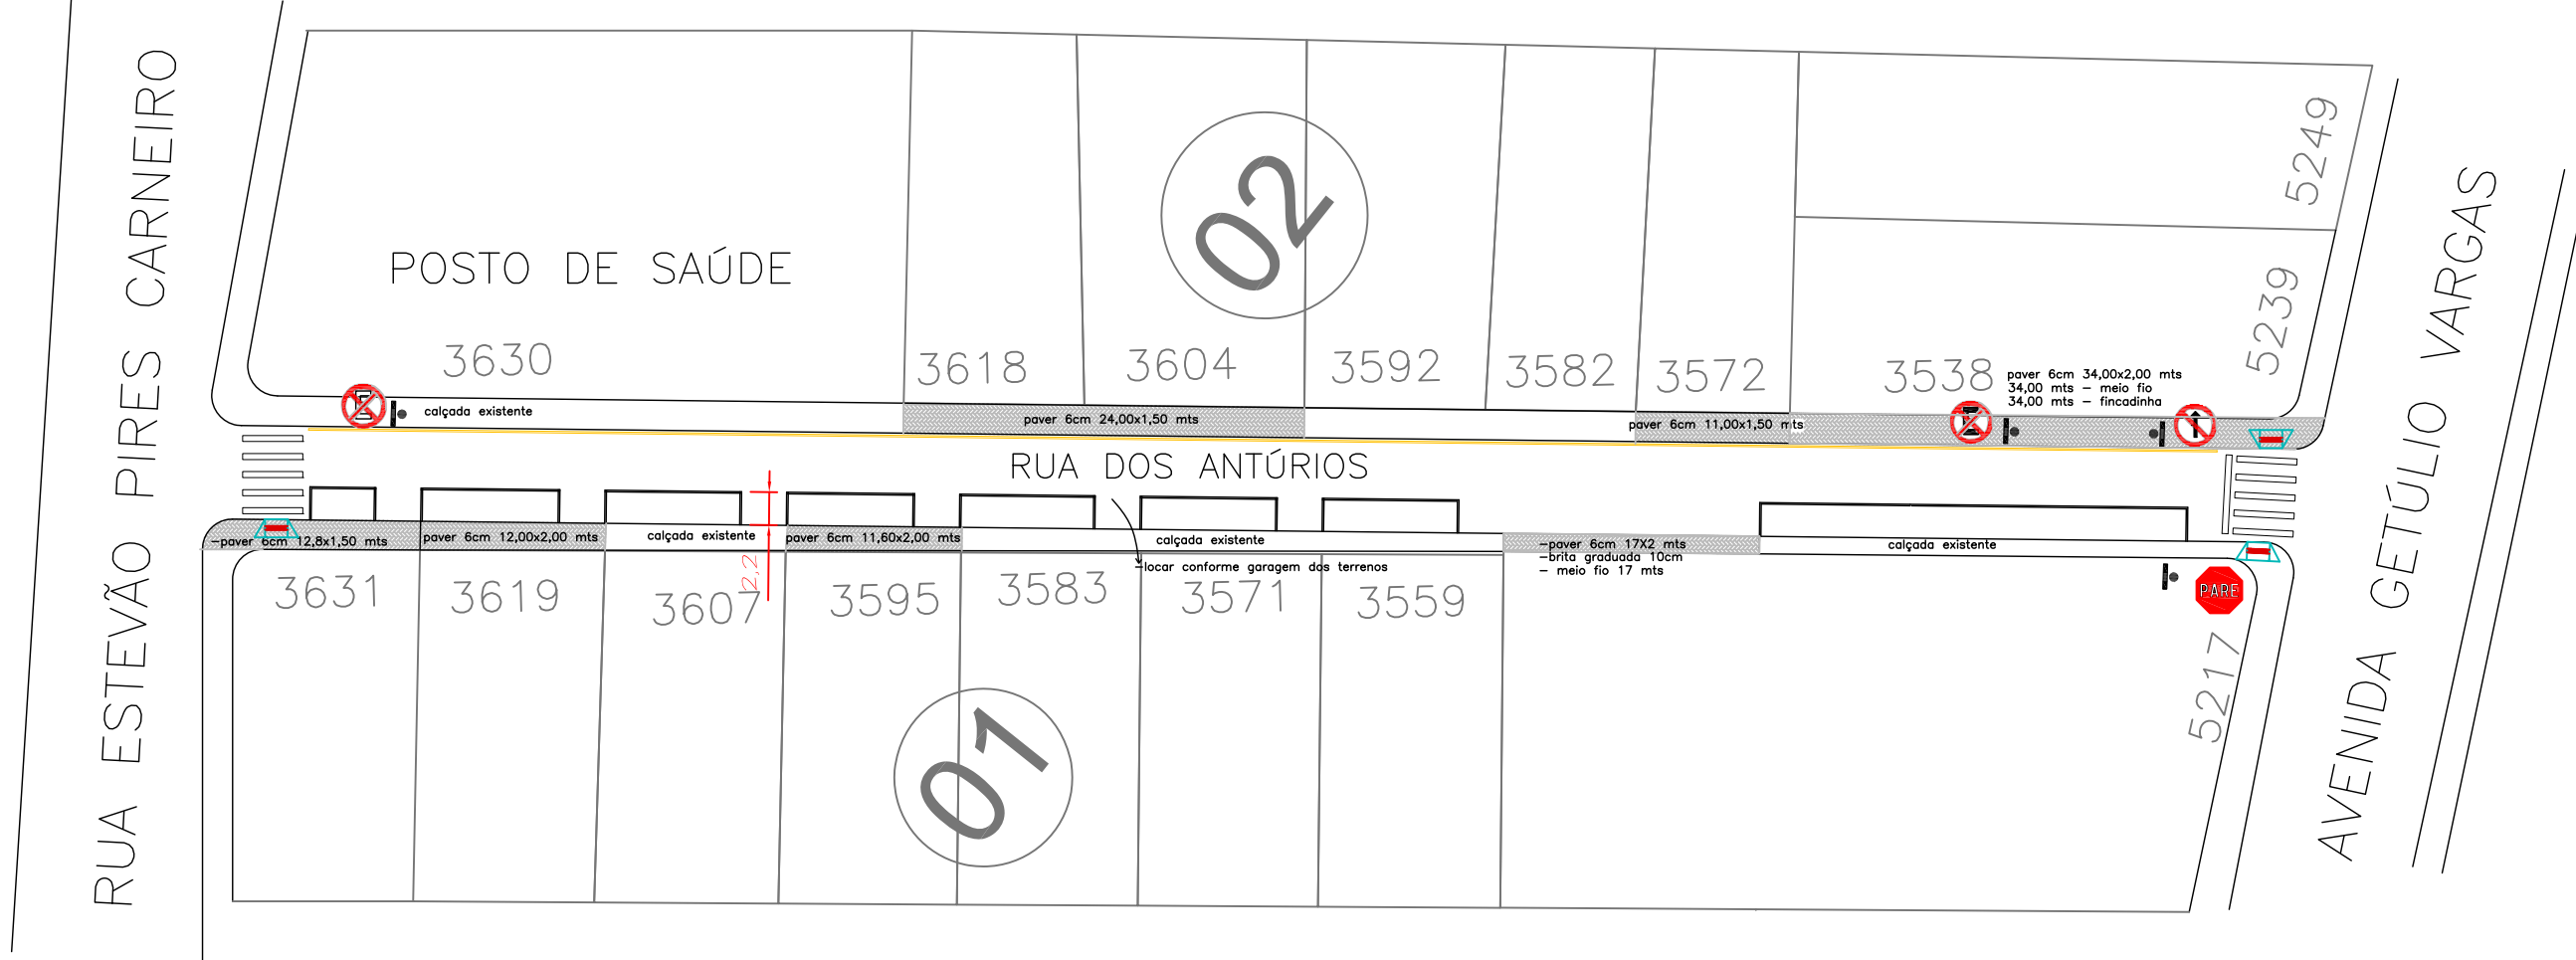 RUA ESTEVÃO PIRES CARNEIRO
POSTO DE SAÚDE
02
5249
5239
AVENIDA GETÚLIO VARGAS
3630
3618
3604
3592
3582
3572
3538
paver 6cm 34,00x2,00 mts
34,00 mts – meio fio
34,00 mts – fincadinha
calçada existente
paver 6cm 24,00x1,50 mts
paver 6cm 11,00x1,50 mts
RUA DOS ANTÚRIOS
–paver 6cm 12,8x1,50 mts
paver 6cm 12,00x2,00 mts
calçada existente
paver 6cm 11,60x2,00 mts
calçada existente
–paver 6cm 17X2 mts
–brita graduada 10cm
– meio fio 17 mts
calçada existente
–locar conforme garagem dos terrenos
2,2
3631
3619
3607
3595
3583
3571
3559
PARE
5217
01